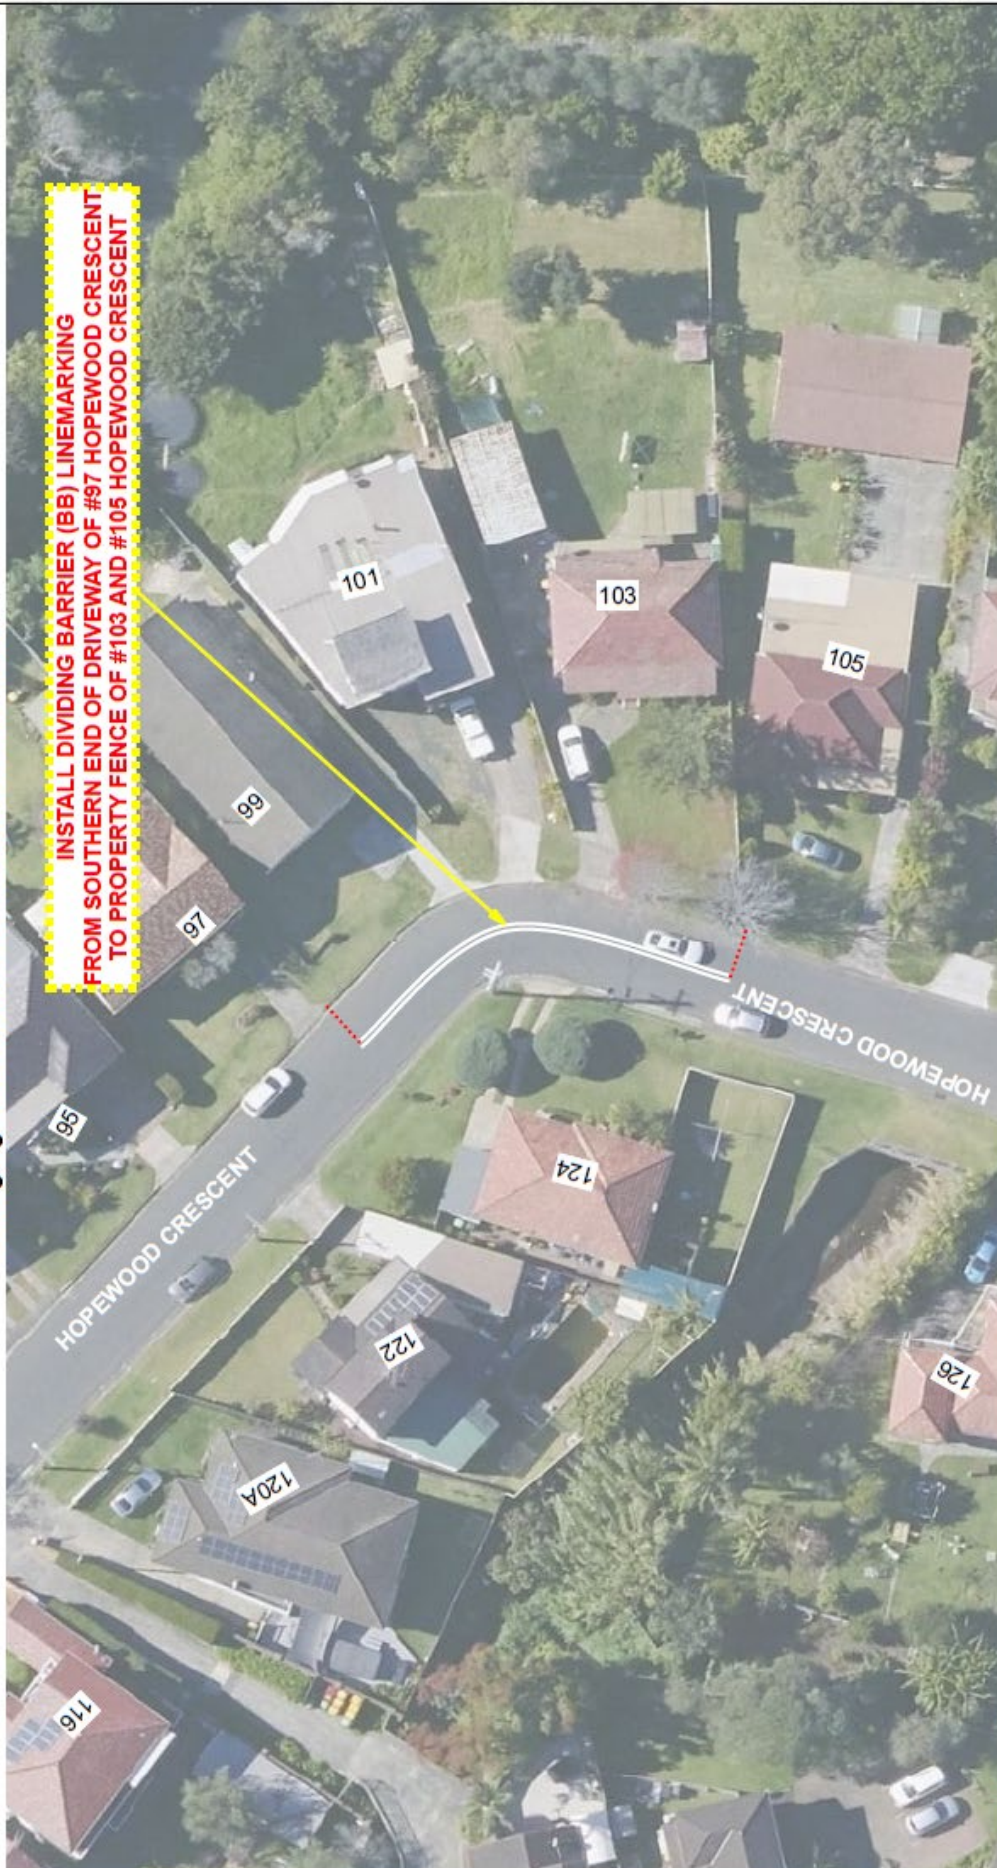 INSTALL DIVIDING BARRIER (BB) LINEMARKING
FROM SOUTHERN END OF DRIVEWAY OF #97 HOPEWOOD CRESCENT
TO PROPERTY FENCE OF #103 AND #105 HOPEWOOD CRESCENT
101
103
105
99
97
95
HOPEWOOD CRESCENT
HOPEWOOD CRESCENT
124
122
126
120A
116